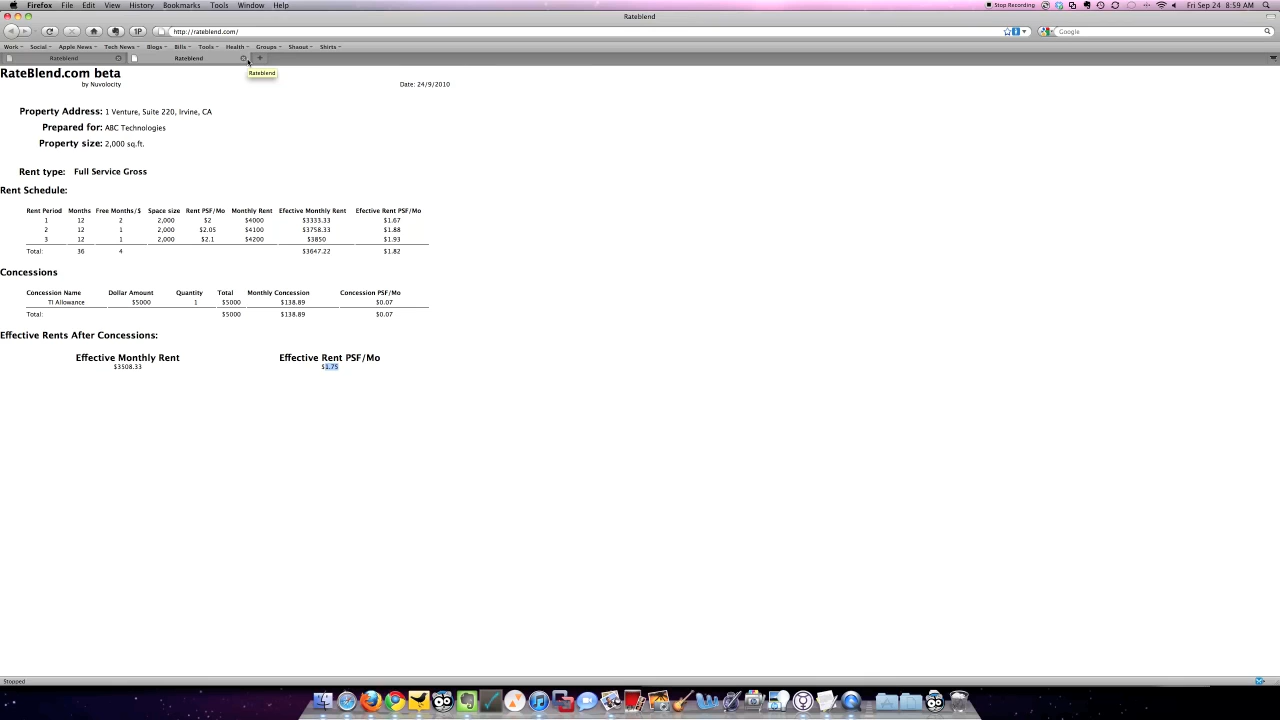 Firefox File Edit View History Bookmarks Tools Window Help Stop Recording Fri Sep 24 8:59 AM
Rateblend
1P http://rateblend.com/ Google
Work Social Apple News Tech News Blogs Bills Tools Health Groups Shaout Shirts
Rateblend Rateblend
Rateblend
RateBlend.com beta
by Nuvolocity Date: 24/9/2010
Property Address: 1 Venture, Suite 220, Irvine, CA
Prepared for: ABC Technologies
Property size: 2,000 sq.ft.
Rent type: Full Service Gross
Rent Schedule:
Rent Period Months Free Months/$ Space size Rent PSF/Mo Monthly Rent Effective Monthly Rent Effective Rent PSF/Mo
1 12 2 2,000 $2 $4000 $3333.33 $1.67
2 12 1 2,000 $2.05 $4100 $3758.33 $1.88
3 12 1 2,000 $2.1 $4200 $3850 $1.93
Total: 36 4 $3647.22 $1.82
Concessions
Concession Name Dollar Amount Quantity Total Monthly Concession Concession PSF/Mo
TI Allowance $5000 1 $5000 $138.89 $0.07
Total: $5000 $138.89 $0.07
Effective Rents After Concessions:
Effective Monthly Rent Effective Rent PSF/Mo
$3508.33 $1.75
Stopped